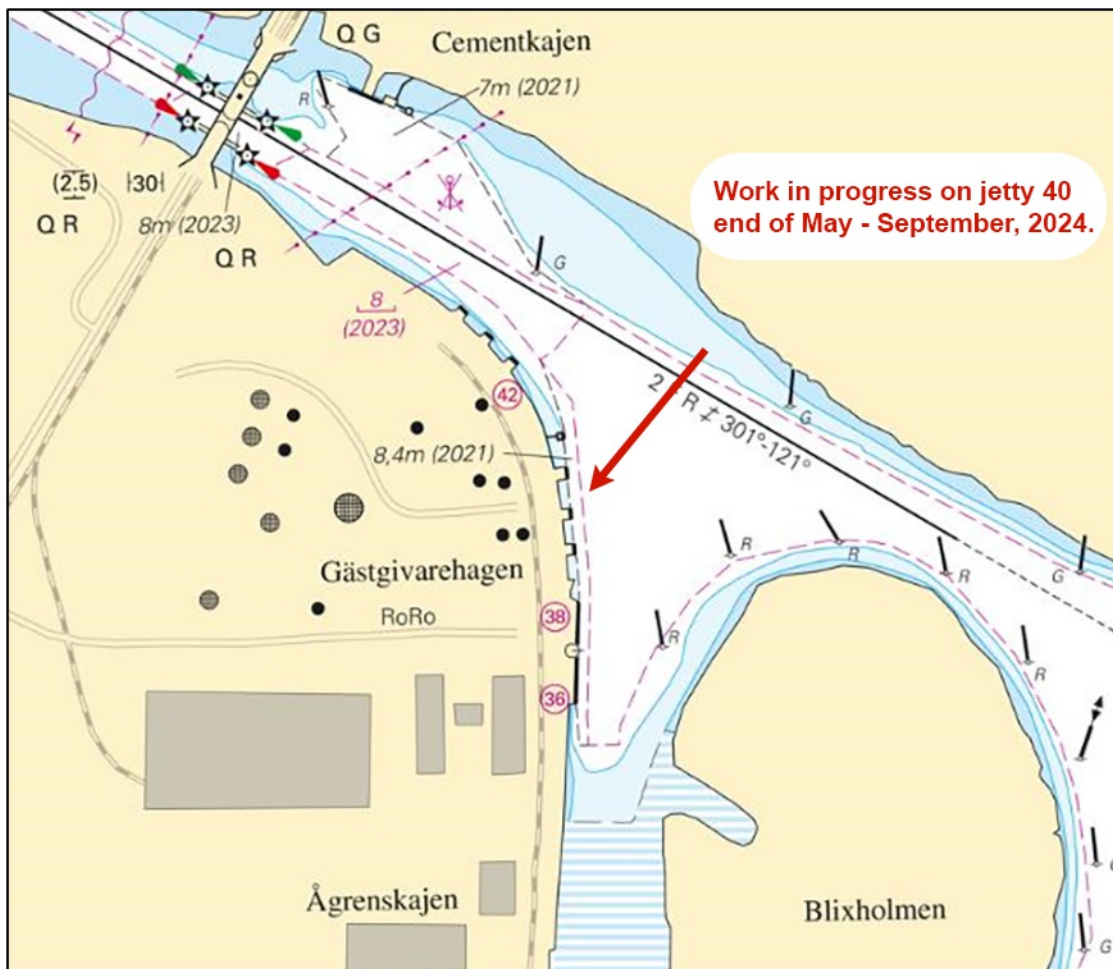 Q G
Cementkajen
R
7m (2021)
Work in progress on jetty 40
end of May - September, 2024.
(2.5)
30
Q R
8m (2023)
Q R
G
8
(2023)
2 F R ≠ 301°-121°
G
42
8,4m (2021)
R
R
R
G
Gästgivarehagen
38
RoRo
R
R
36
Ågrenskajen
Blixholmen
G